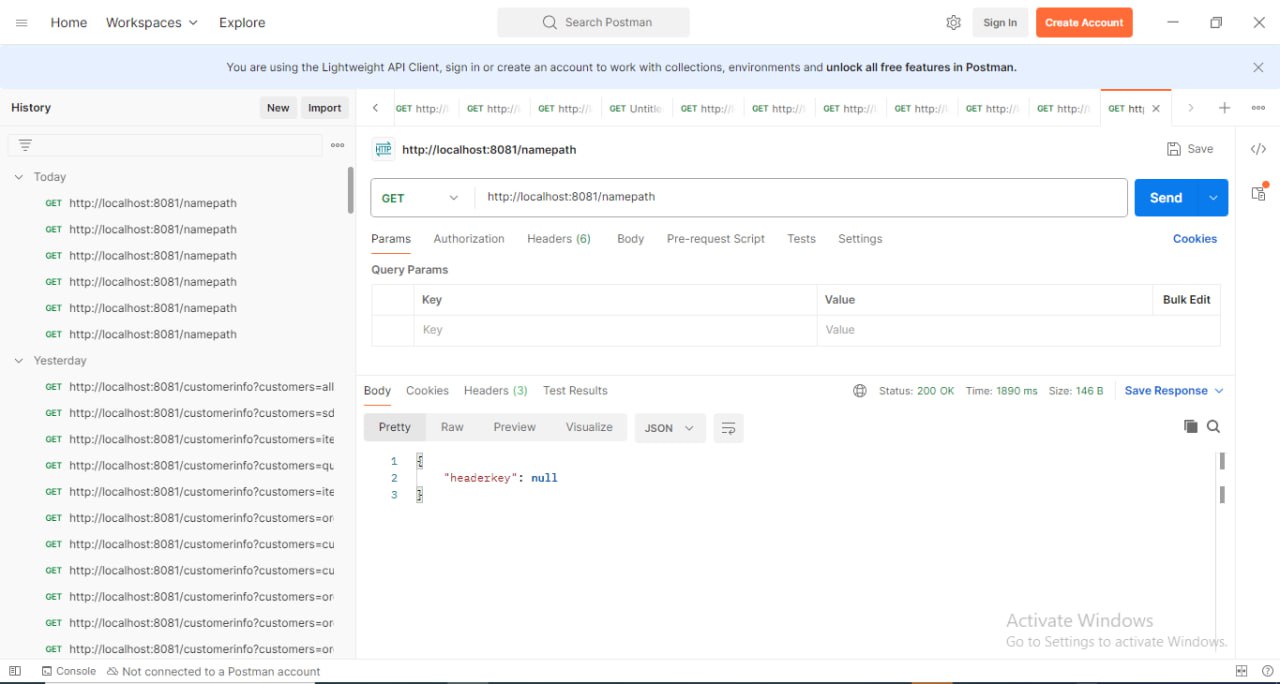 Home Workspaces Explore Search Postman Sign In Create Account
You are using the Lightweight API Client, sign in or create an account to work with collections, environments and unlock all free features in Postman.
History New Import
GET http:// GET http:// GET http:// GET Untitle GET http:// GET http:// GET http:// GET http:// GET http:// GET http:// GET htt
HTTP http://localhost:8081/namepath Save
Today
GET http://localhost:8081/namepath
GET http://localhost:8081/namepath
GET http://localhost:8081/namepath
GET http://localhost:8081/namepath
GET http://localhost:8081/namepath
GET http://localhost:8081/namepath
Yesterday
GET http://localhost:8081/customerinfo?customers=all
GET http://localhost:8081/customerinfo?customers=sd
GET http://localhost:8081/customerinfo?customers=ite
GET http://localhost:8081/customerinfo?customers=qu
GET http://localhost:8081/customerinfo?customers=ite
GET http://localhost:8081/customerinfo?customers=or
GET http://localhost:8081/customerinfo?customers=cu
GET http://localhost:8081/customerinfo?customers=cu
GET http://localhost:8081/customerinfo?customers=or
GET http://localhost:8081/customerinfo?customers=or
GET http://localhost:8081/customerinfo?customers=or
GET http://localhost:8081/namepath Send
Params Authorization Headers (6) Body Pre-request Script Tests Settings Cookies
Query Params
Key Value Bulk Edit
Key Value
Body Cookies Headers (3) Test Results Status: 200 OK Time: 1890 ms Size: 146 B Save Response
Pretty Raw Preview Visualize JSON
1 {
2 "headerkey": null
3 }
Activate Windows
Go to Settings to activate Windows.
Console Not connected to a Postman account